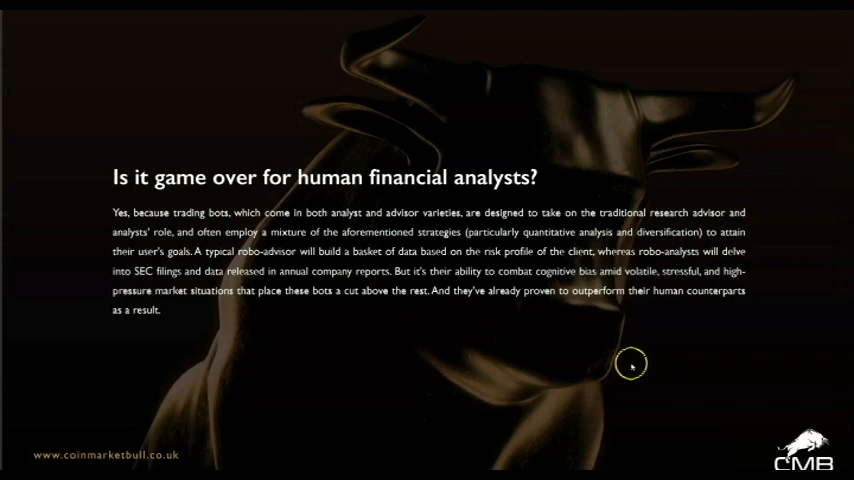 Is it game over for human financial analysts?
Yes, because trading bots, which come in both analyst and advisor varieties, are designed to take on the traditional research advisor and
analysts' role, and often employ a mixture of the aforementioned strategies (particularly quantitative analysis and diversification) to attain
their user's goals. A typical robo-advisor will build a basket of data based on the risk profile of the client, whereas robo-analysts will delve
into SEC filings and data released in annual company reports. But it's their ability to combat cognitive bias amid volatile, stressful, and high-
pressure market situations that place these bots a cut above the rest. And they've already proven to outperform their human counterparts
as a result.
www.coinmarketbull.co.uk
CMB